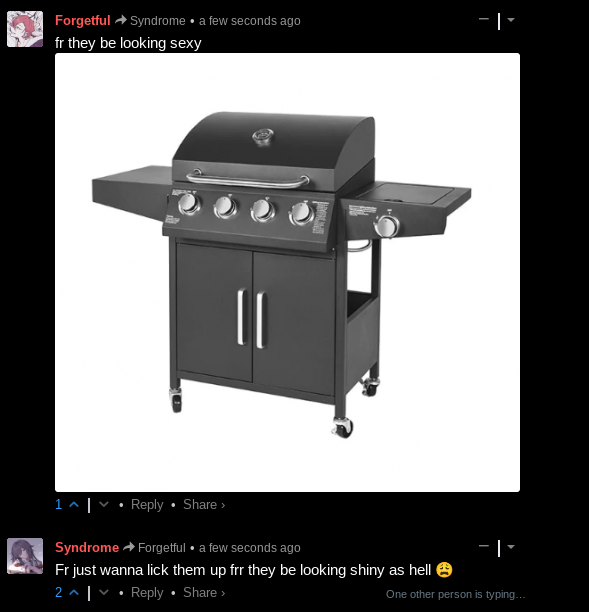 Forgetful Syndrome • a few seconds ago
fr they be looking sexy
1 • Reply • Share ›
Syndrome Forgetful • a few seconds ago
Fr just wanna lick them up frr they be looking shiny as hell 😩
2 • Reply • Share ›
One other person is typing…